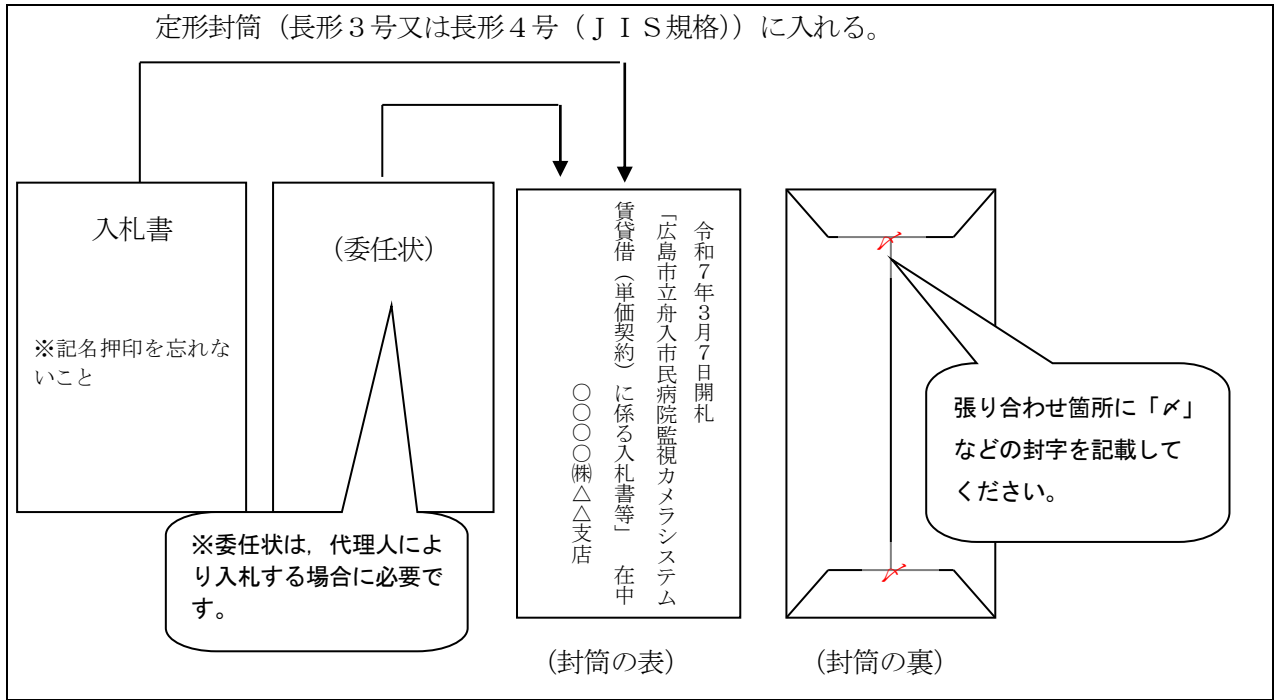 定形封筒（長形３号又は長形４号（ＪＩＳ規格））に入れる。
入札書
※記名押印を忘れな
いこと
（委任状）
※委任状は，代理人によ
り入札する場合に必要で
す。
令和７年３月７日開札
「広島市立舟入市民病院監視カメラシステム
賃貸借（単価契約）に係る入札書等」　在中
○○○○㈱△△支店
〆
張り合わせ箇所に「〆」
などの封字を記載して
ください。
〆
（封筒の表）
（封筒の裏）